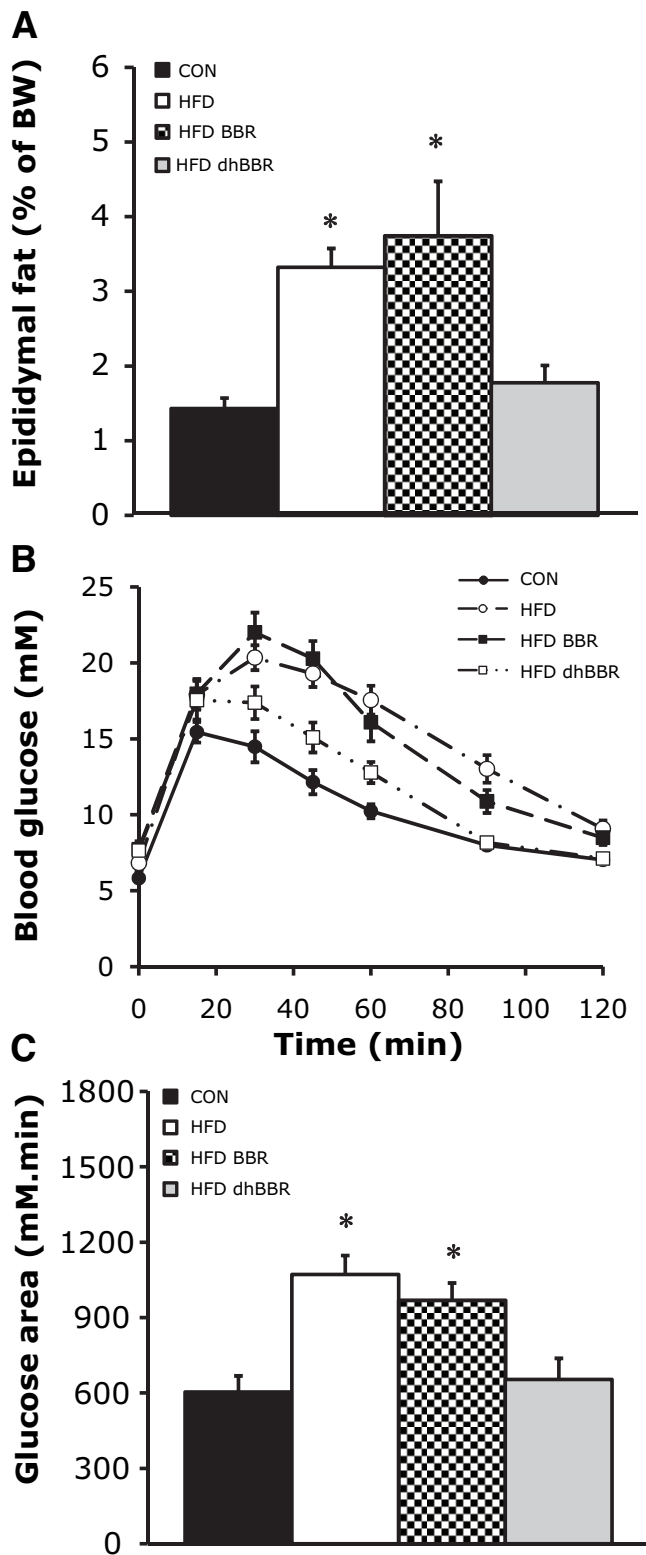 A
Epididymal fat (% of BW)
6
5
4
3
2
1
0
CON
HFD
HFD BBR
HFD dhBBR
*
*
B
Blood glucose (mM)
25
20
15
10
5
0
CON
HFD
HFD BBR
HFD dhBBR
0 20 40 60 80 100 120
Time (min)
C
Glucose area (mM.min)
1800
1500
1200
900
600
300
0
CON
HFD
HFD BBR
HFD dhBBR
*
*